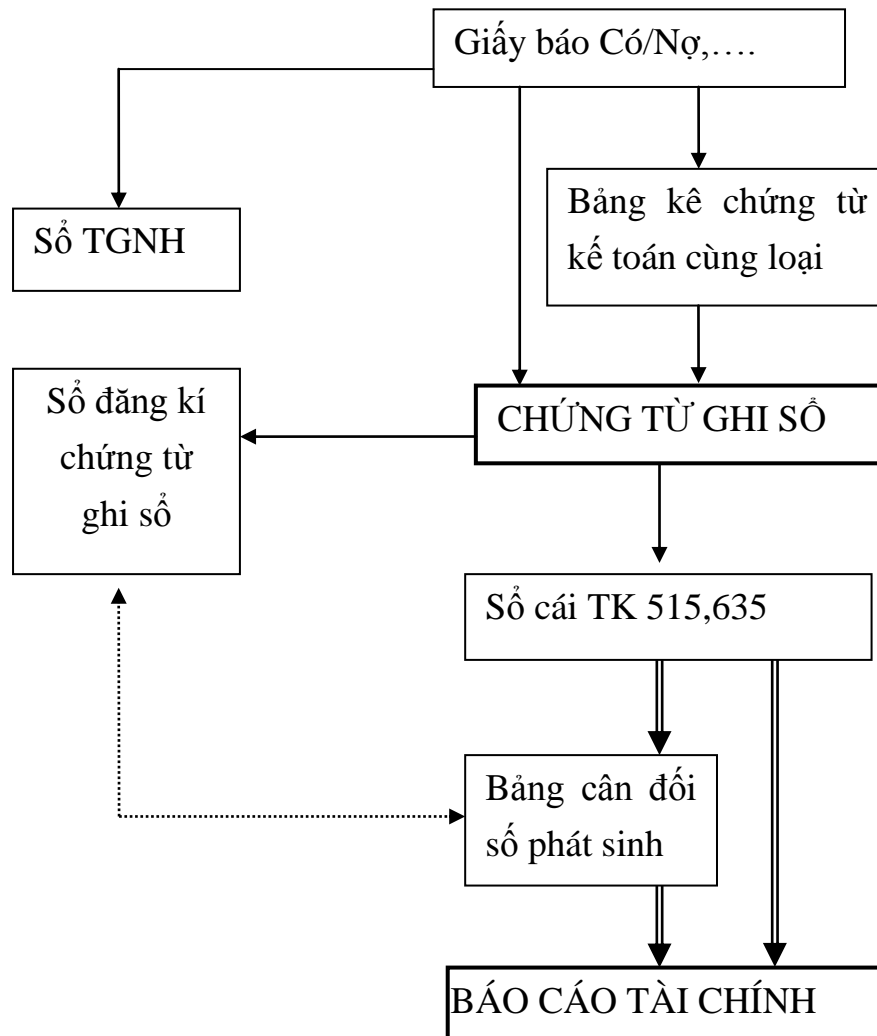 Giấy báo Có/Nợ,….
Bảng kê chứng từ
kế toán cùng loại
Sổ TGNH
Sổ đăng kí
chứng từ
ghi sổ
CHỨNG TỪ GHI SỔ
Sổ cái TK 515,635
Bảng cân đối
số phát sinh
BÁO CÁO TÀI CHÍNH